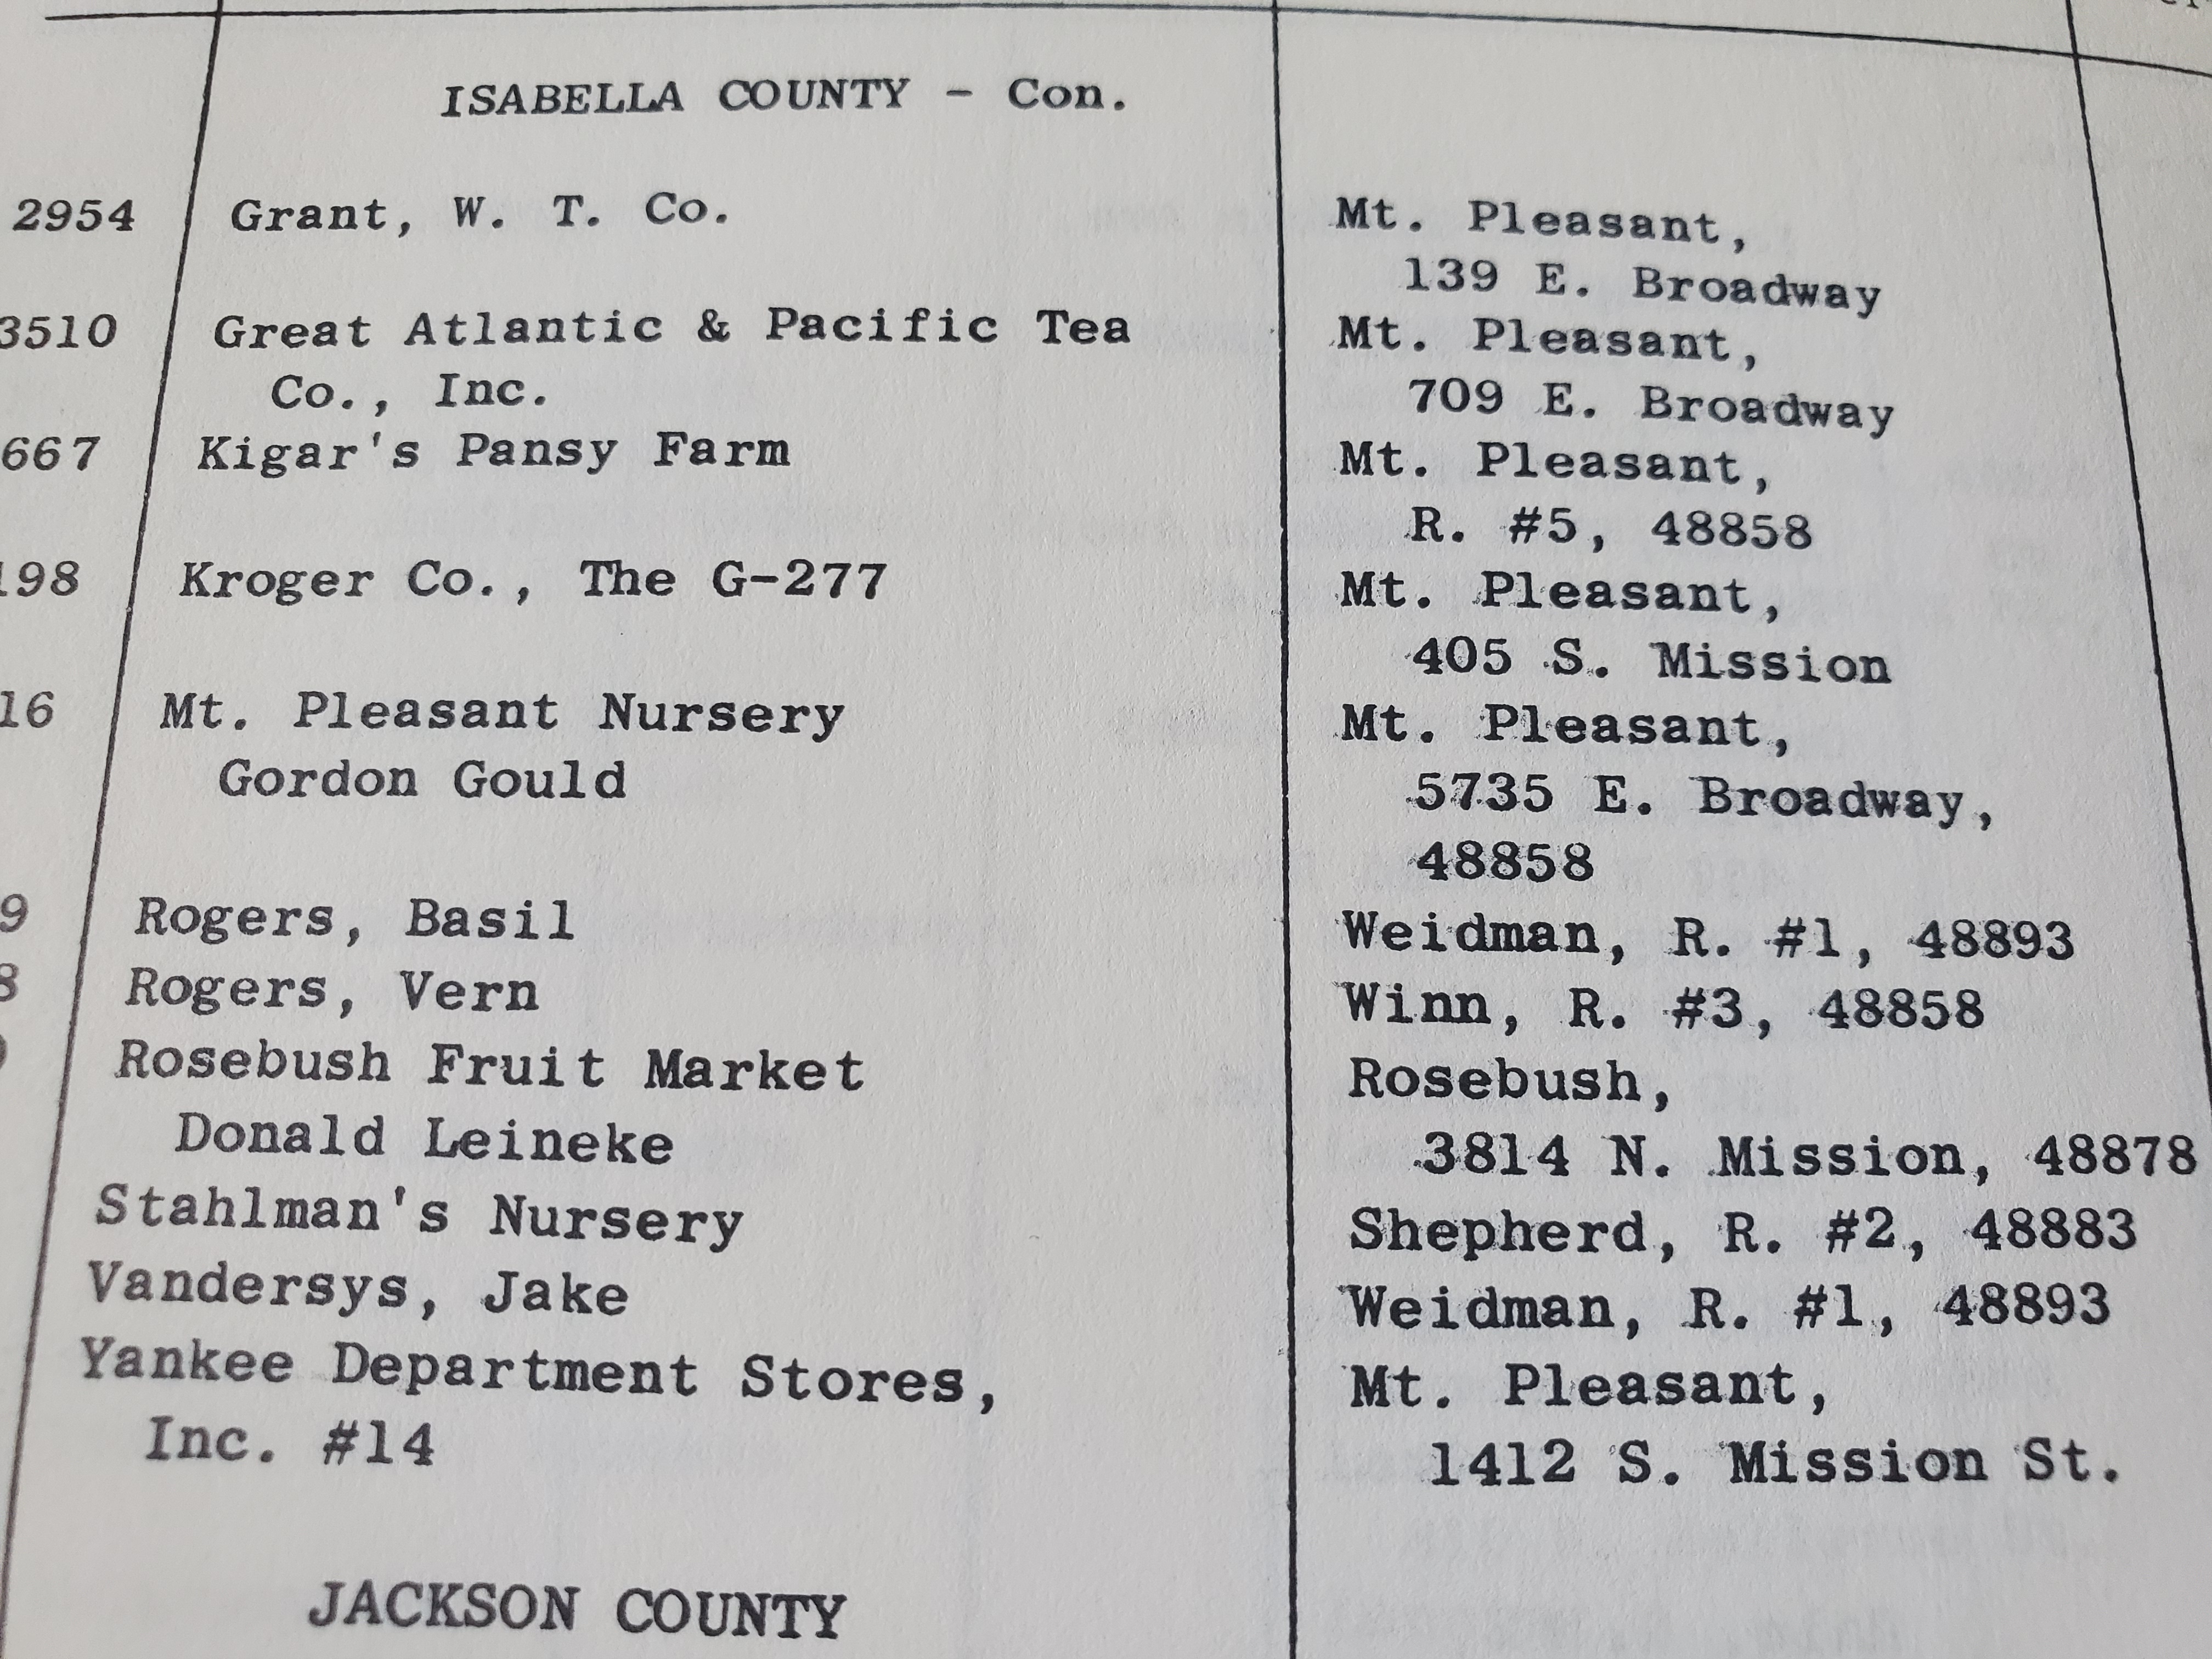 ISABELLA COUNTY - Con.
2954 Grant, W. T. Co. Mt. Pleasant,
139 E. Broadway
3510 Great Atlantic & Pacific Tea Mt. Pleasant,
Co., Inc. 709 E. Broadway
667 Kigar's Pansy Farm Mt. Pleasant,
R. #5, 48858
198 Kroger Co., The G-277 Mt. Pleasant,
405 S. Mission
16 Mt. Pleasant Nursery Mt. Pleasant,
Gordon Gould 5735 E. Broadway,
48858
9 Rogers, Basil Weidman, R. #1, 48893
8 Rogers, Vern Winn, R. #3, 48858
Rosebush Fruit Market Rosebush,
Donald Leineke 3814 N. Mission, 48878
Stahlman's Nursery Shepherd, R. #2, 48883
Vandersys, Jake Weidman, R. #1, 48893
Yankee Department Stores, Mt. Pleasant,
Inc. #14 1412 S. Mission St.
JACKSON COUNTY